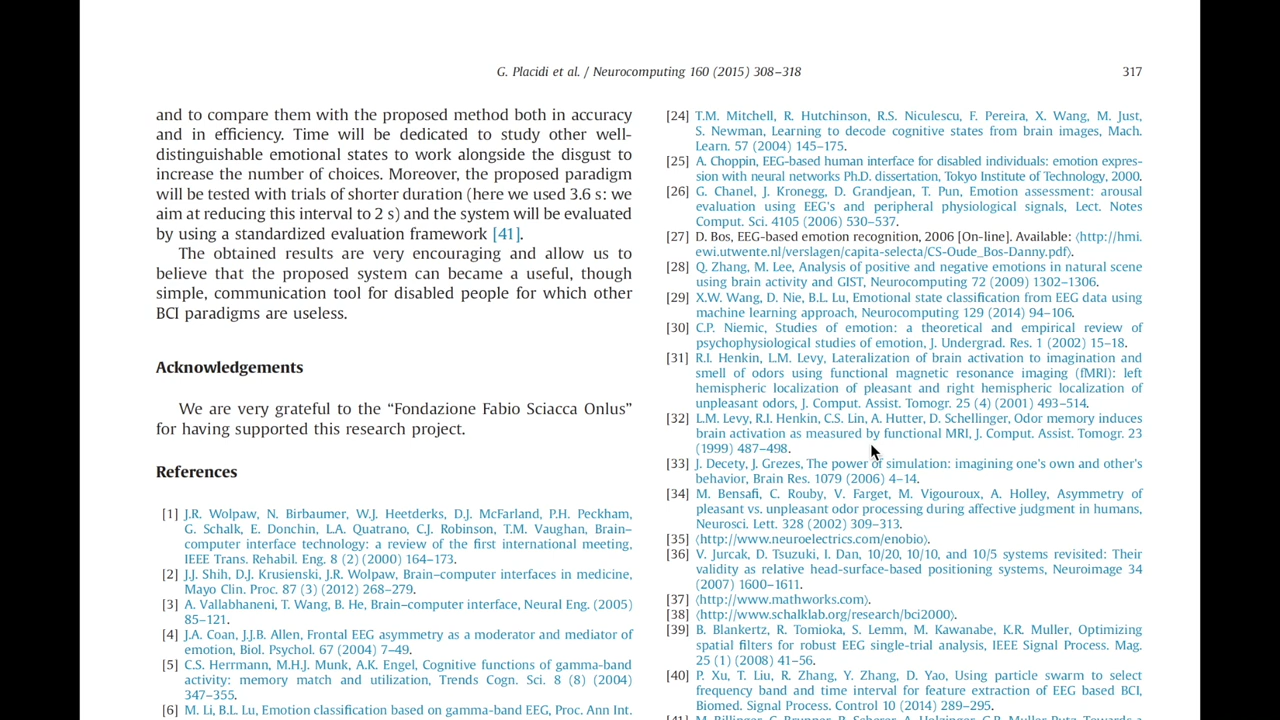 G. Placidi et al. / Neurocomputing 160 (2015) 308–318
317
and to compare them with the proposed method both in accuracy
and in efficiency. Time will be dedicated to study other well-
distinguishable emotional states to work alongside the disgust to
increase the number of choices. Moreover, the proposed paradigm
will be tested with trials of shorter duration (here we used 3.6 s: we
aim at reducing this interval to 2 s) and the system will be evaluated
by using a standardized evaluation framework [41].
The obtained results are very encouraging and allow us to
believe that the proposed system can became a useful, though
simple, communication tool for disabled people for which other
BCI paradigms are useless.
Acknowledgements
We are very grateful to the “Fondazione Fabio Sciacca Onlus”
for having supported this research project.
References
[1] J.R. Wolpaw, N. Birbaumer, W.J. Heetderks, D.J. McFarland, P.H. Peckham,
G. Schalk, E. Donchin, L.A. Quatrano, C.J. Robinson, T.M. Vaughan, Brain–
computer interface technology: a review of the first international meeting,
IEEE Trans. Rehabil. Eng. 8 (2) (2000) 164–173.
[2] J.J. Shih, D.J. Krusienski, J.R. Wolpaw, Brain–computer interfaces in medicine,
Mayo Clin. Proc. 87 (3) (2012) 268–279.
[3] A. Vallabhaneni, T. Wang, B. He, Brain–computer interface, Neural Eng. (2005)
85–121.
[4] J.A. Coan, J.J.B. Allen, Frontal EEG asymmetry as a moderator and mediator of
emotion, Biol. Psychol. 67 (2004) 7–49.
[5] C.S. Herrmann, M.H.J. Munk, A.K. Engel, Cognitive functions of gamma-band
activity: memory match and utilization, Trends Cogn. Sci. 8 (8) (2004)
347–355.
[6] M. Li, B.L. Lu, Emotion classification based on gamma-band EEG, Proc. Ann Int.
[24] T.M. Mitchell, R. Hutchinson, R.S. Niculescu, F. Pereira, X. Wang, M. Just,
S. Newman, Learning to decode cognitive states from brain images, Mach.
Learn. 57 (2004) 145–175.
[25] A. Choppin, EEG-based human interface for disabled individuals: emotion expres-
sion with neural networks Ph.D. dissertation, Tokyo Institute of Technology, 2000.
[26] G. Chanel, J. Kronegg, D. Grandjean, T. Pun, Emotion assessment: arousal
evaluation using EEG's and peripheral physiological signals, Lect. Notes
Comput. Sci. 4105 (2006) 530–537.
[27] D. Bos, EEG-based emotion recognition, 2006 [On-line]. Available: 〈http://hmi.
ewi.utwente.nl/verslagen/capita-selecta/CS-Oude_Bos-Danny.pdf〉.
[28] Q. Zhang, M. Lee, Analysis of positive and negative emotions in natural scene
using brain activity and GIST, Neurocomputing 72 (2009) 1302–1306.
[29] X.W. Wang, D. Nie, B.L. Lu, Emotional state classification from EEG data using
machine learning approach, Neurocomputing 129 (2014) 94–106.
[30] C.P. Niemic, Studies of emotion: a theoretical and empirical review of
psychophysiological studies of emotion, J. Undergrad. Res. 1 (2002) 15–18.
[31] R.I. Henkin, L.M. Levy, Lateralization of brain activation to imagination and
smell of odors using functional magnetic resonance imaging (fMRI): left
hemispheric localization of pleasant and right hemispheric localization of
unpleasant odors, J. Comput. Assist. Tomogr. 25 (4) (2001) 493–514.
[32] L.M. Levy, R.I. Henkin, C.S. Lin, A. Hutter, D. Schellinger, Odor memory induces
brain activation as measured by functional MRI, J. Comput. Assist. Tomogr. 23
(1999) 487–498.
[33] J. Decety, J. Grezes, The power of simulation: imagining one's own and other's
behavior, Brain Res. 1079 (2006) 4–14.
[34] M. Bensafi, C. Rouby, V. Farget, M. Vigouroux, A. Holley, Asymmetry of
pleasant vs. unpleasant odor processing during affective judgment in humans,
Neurosci. Lett. 328 (2002) 309–313.
[35] 〈http://www.neuroelectrics.com/enobio〉.
[36] V. Jurcak, D. Tsuzuki, I. Dan, 10/20, 10/10, and 10/5 systems revisited: Their
validity as relative head-surface-based positioning systems, Neuroimage 34
(2007) 1600–1611.
[37] 〈http://www.mathworks.com〉.
[38] 〈http://www.schalklab.org/research/bci2000〉.
[39] B. Blankertz, R. Tomioka, S. Lemm, M. Kawanabe, K.R. Muller, Optimizing
spatial filters for robust EEG single-trial analysis, IEEE Signal Process. Mag.
25 (1) (2008) 41–56.
[40] P. Xu, T. Liu, R. Zhang, Y. Zhang, D. Yao, Using particle swarm to select
frequency band and time interval for feature extraction of EEG based BCI,
Biomed. Signal Process. Control 10 (2014) 289–295.